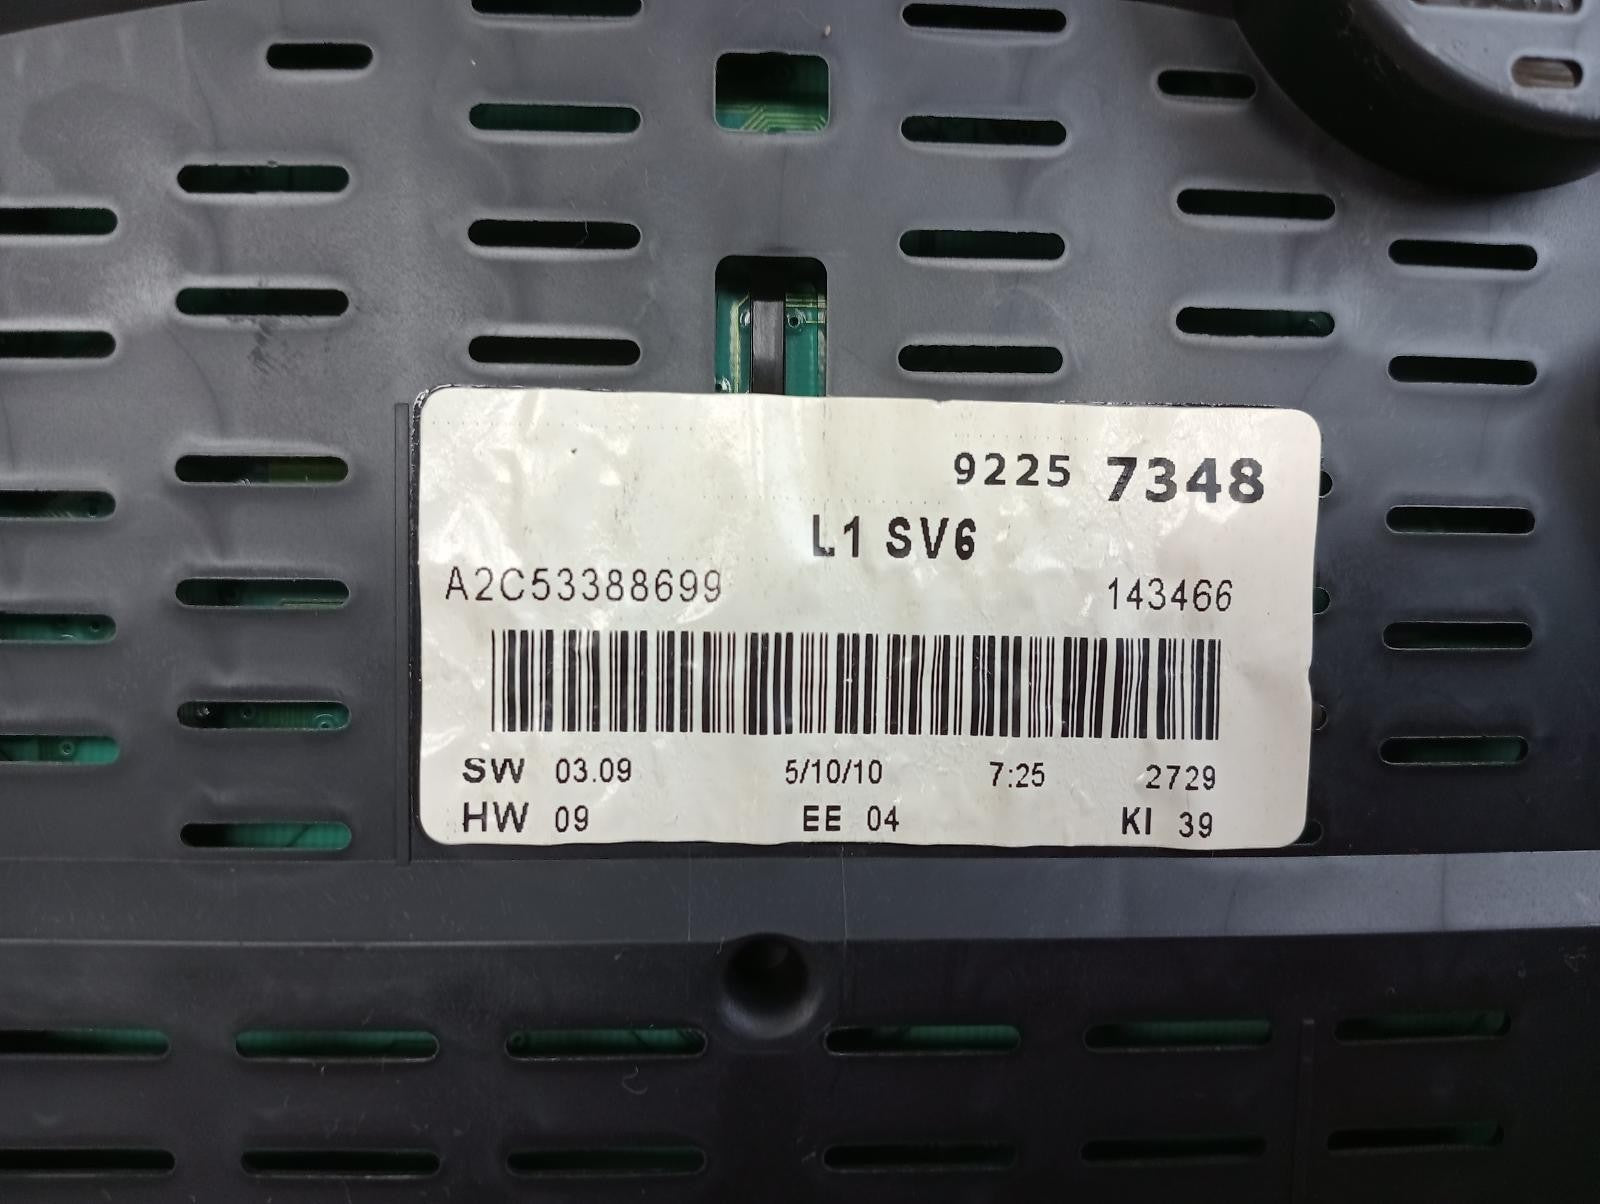 9225 7348
L1 SV6
A2C53388699 143466
SW 03.09 5/10/10 7:25 2729
HW 09 EE 04 KI 39